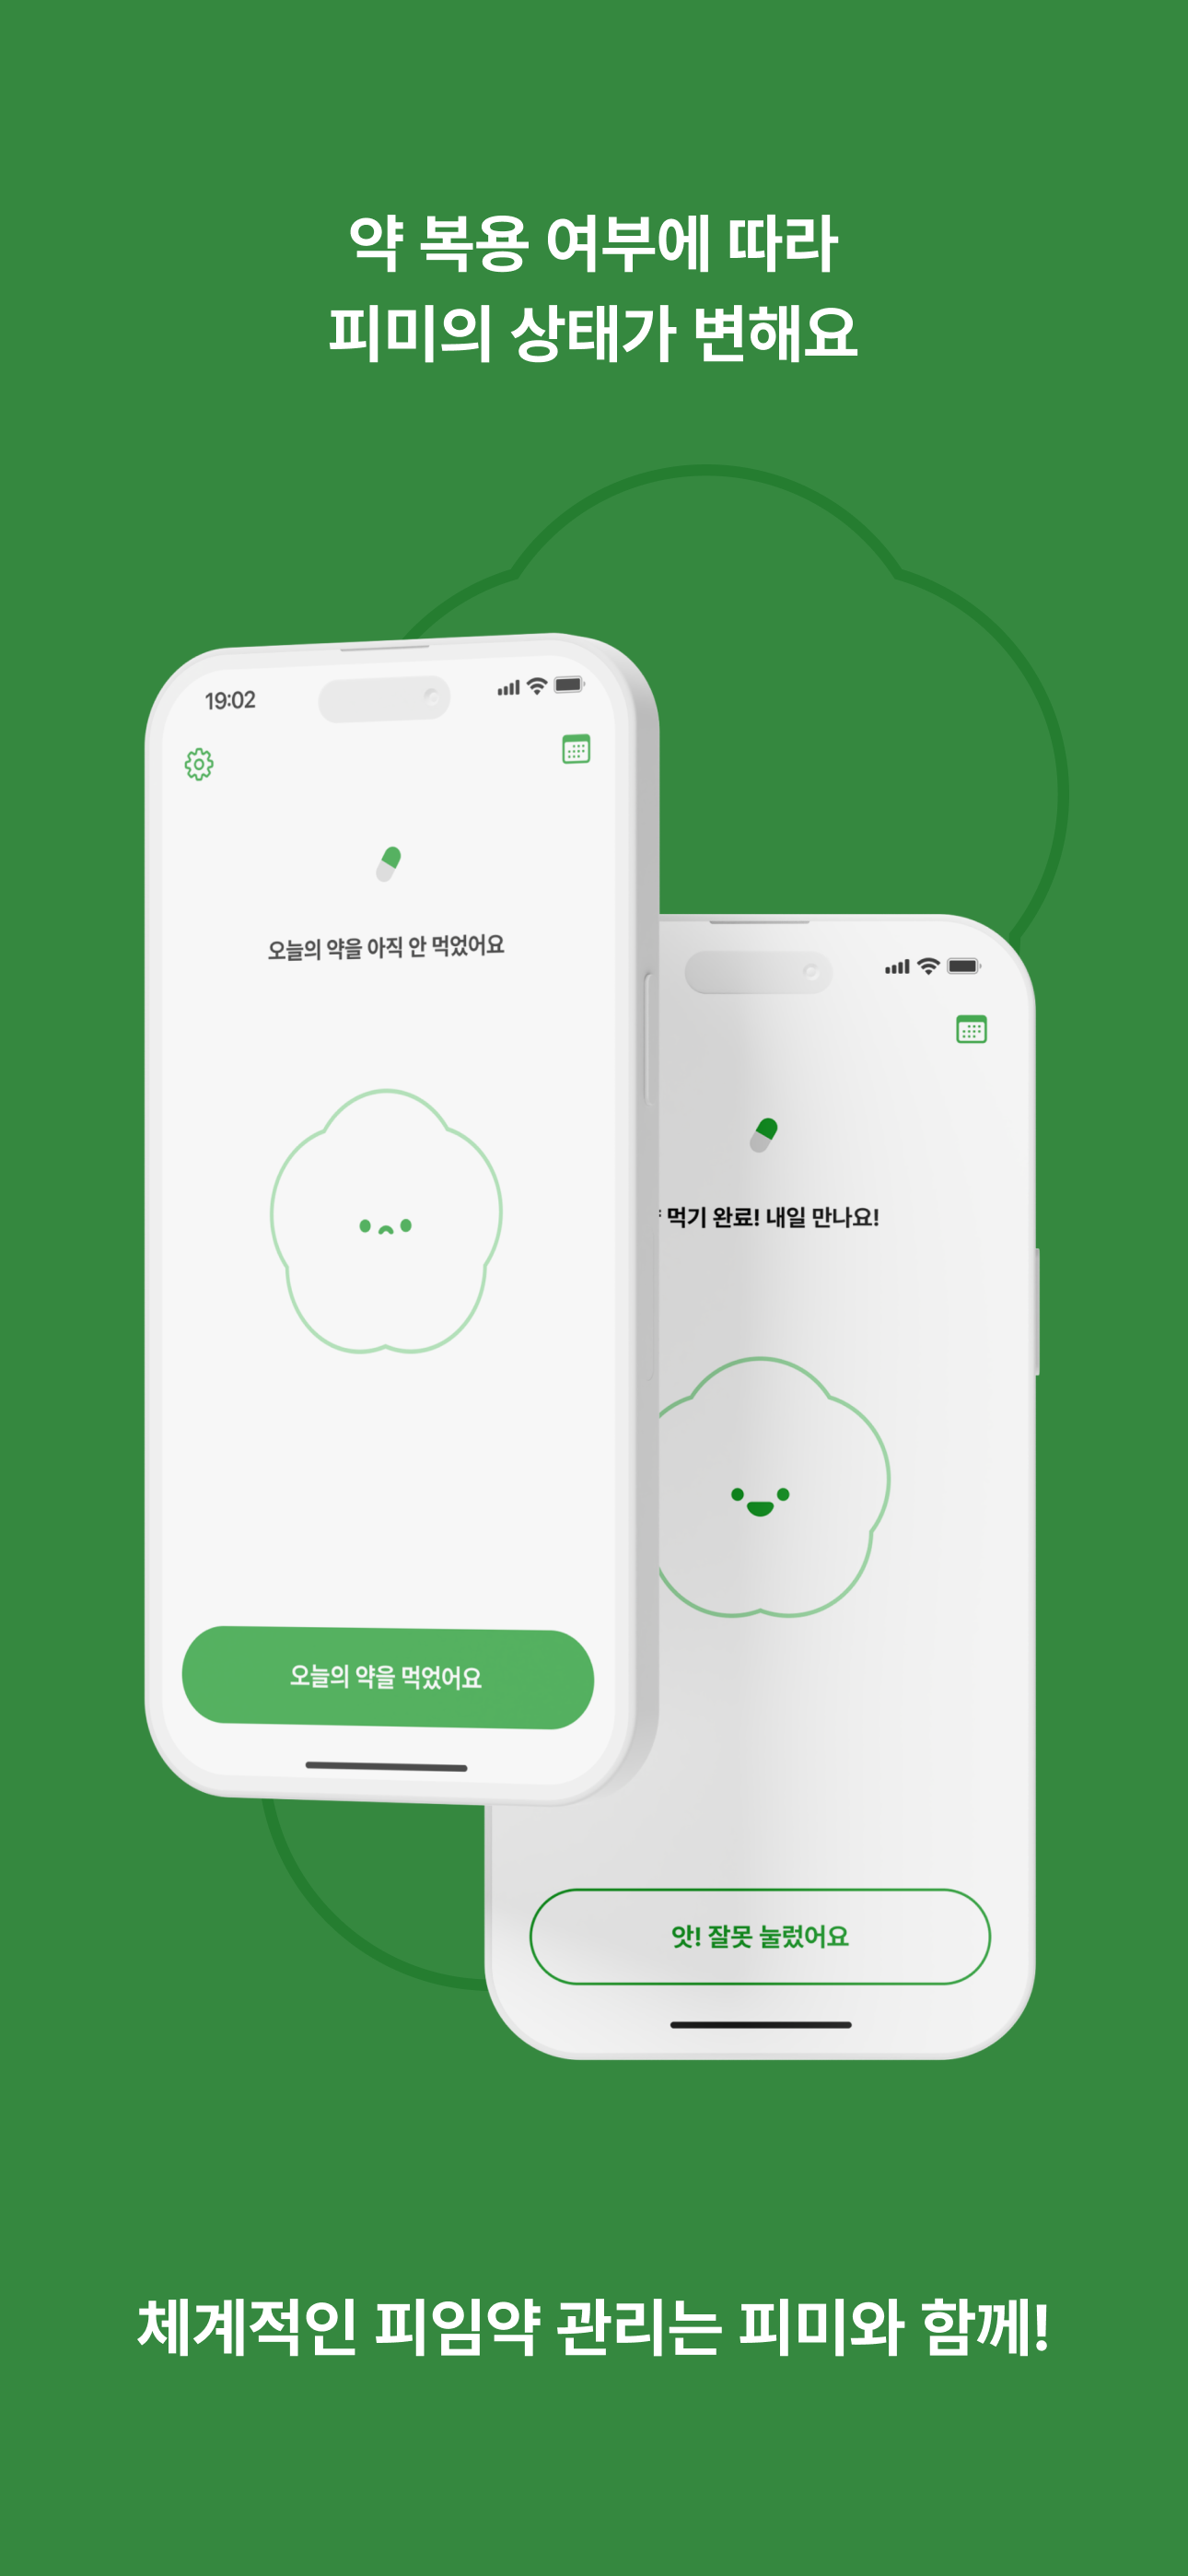 약 복용 여부에 따라
피미의 상태가 변해요
19:02
오늘의 약을 아직 안 먹었어요
오늘의 약을 먹었어요
먹기 완료! 내일 만나요!
앗! 잘못 눌렀어요
체계적인 피임약 관리는 피미와 함께!